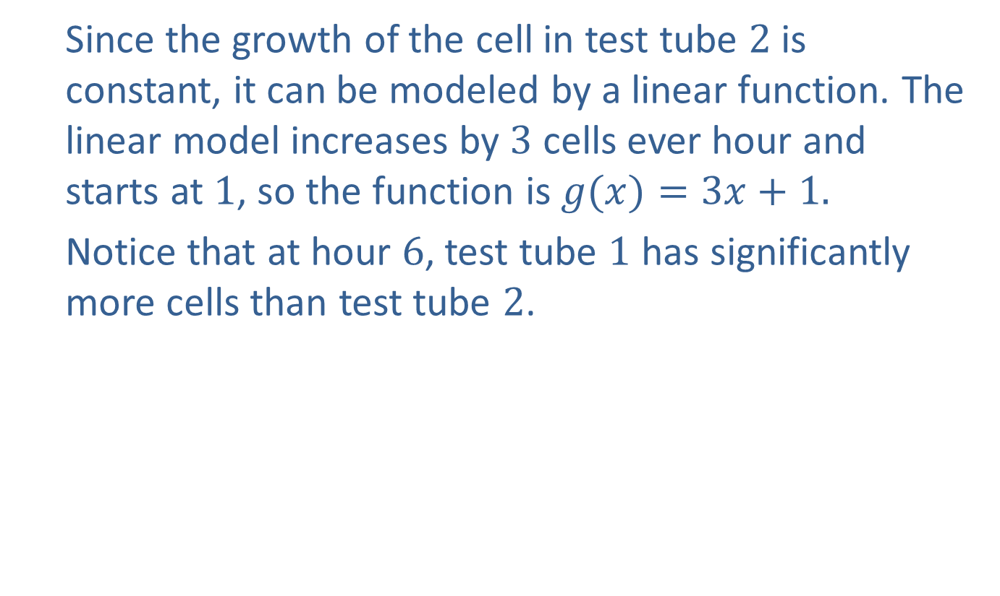 Since the growth of the cell in test tube 2 is
constant, it can be modeled by a linear function. The
linear model increases by 3 cells ever hour and
starts at 1, so the function is g(x) = 3x + 1.
Notice that at hour 6, test tube 1 has significantly
more cells than test tube 2.